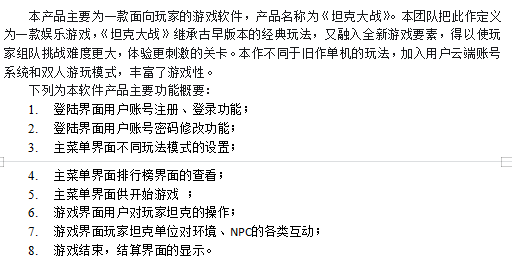 本产品主要为一款面向玩家的游戏软件，产品名称为《坦克大战》。本团队把此作定义
为一款娱乐游戏，《坦克大战》继承古早版本的经典玩法，又融入全新游戏要素，得以使玩
家组队挑战难度更大，体验更刺激的关卡。本作不同于旧作单机的玩法，加入用户云端账号
系统和双人游玩模式，丰富了游戏性。
下列为本软件产品主要功能概要：
1. 登陆界面用户账号注册、登录功能；
2. 登陆界面用户账号密码修改功能；
3. 主菜单界面不同玩法模式的设置；
4. 主菜单界面排行榜界面的查看；
5. 主菜单界面供开始游戏 ；
6. 游戏界面用户对玩家坦克的操作；
7. 游戏界面玩家坦克单位对环境、NPC的各类互动；
8. 游戏结束，结算界面的显示。